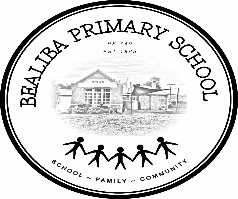 BEALIBA PRIMARY SCHOOL
SCHOOL ~ FAMILY ~ COMMUNITY